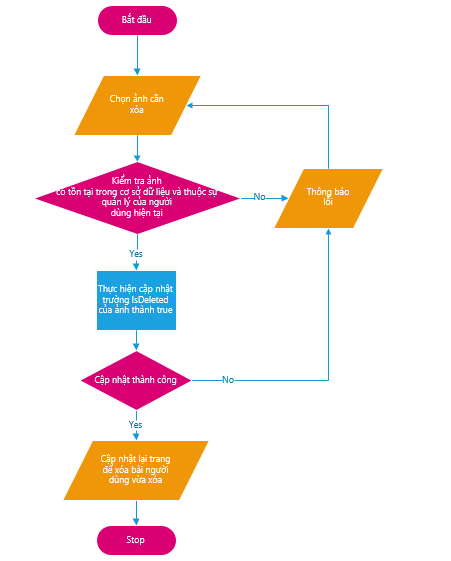 Bắt đầu
Chọn ảnh cần
xóa
Kiểm tra ảnh
có tồn tại trong cơ sở dữ liệu và thuộc sự
quản lý của người
dùng hiện tại
No
Thông báo
lỗi
Yes
Thực hiện cập nhật
trường IsDeleted
của ảnh thành true
Cập nhật thành công
No
Yes
Cập nhật lại trang
để xóa bài người
dùng vừa xóa
Stop